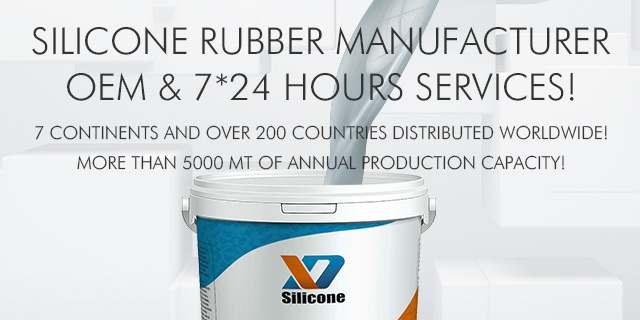 SILICONE RUBBER MANUFACTURER
OEM & 7*24 HOURS SERVICES!
7 CONTINENTS AND OVER 200 COUNTRIES DISTRIBUTED WORLDWIDE!
MORE THAN 5000 MT OF ANNUAL PRODUCTION CAPACITY!
Silicone